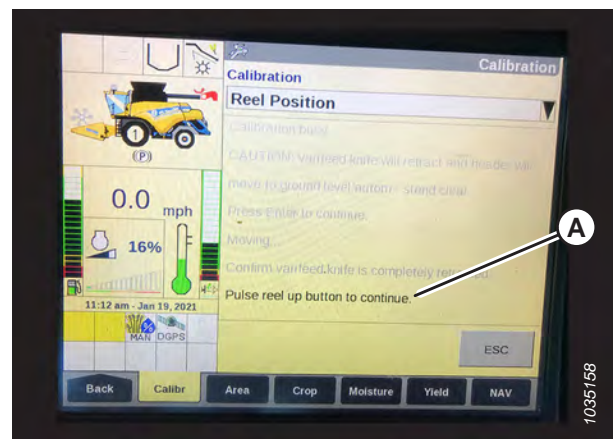 Calibration
Calibration
Reel Position
Calibration busy.
CAUTION: varifeed knife will retract and header will
move to ground level autom. stand clear
Press Enter to continue.
Moving...
Confirm varifeed knife is completely retracted.
Pulse reel up button to continue.
A
ESC
1
(P)
0.0 mph
16%
11:12 am - Jan 19, 2021
MAN DGPS
Back Calibr Area Crop Moisture Yield NAV
1035158